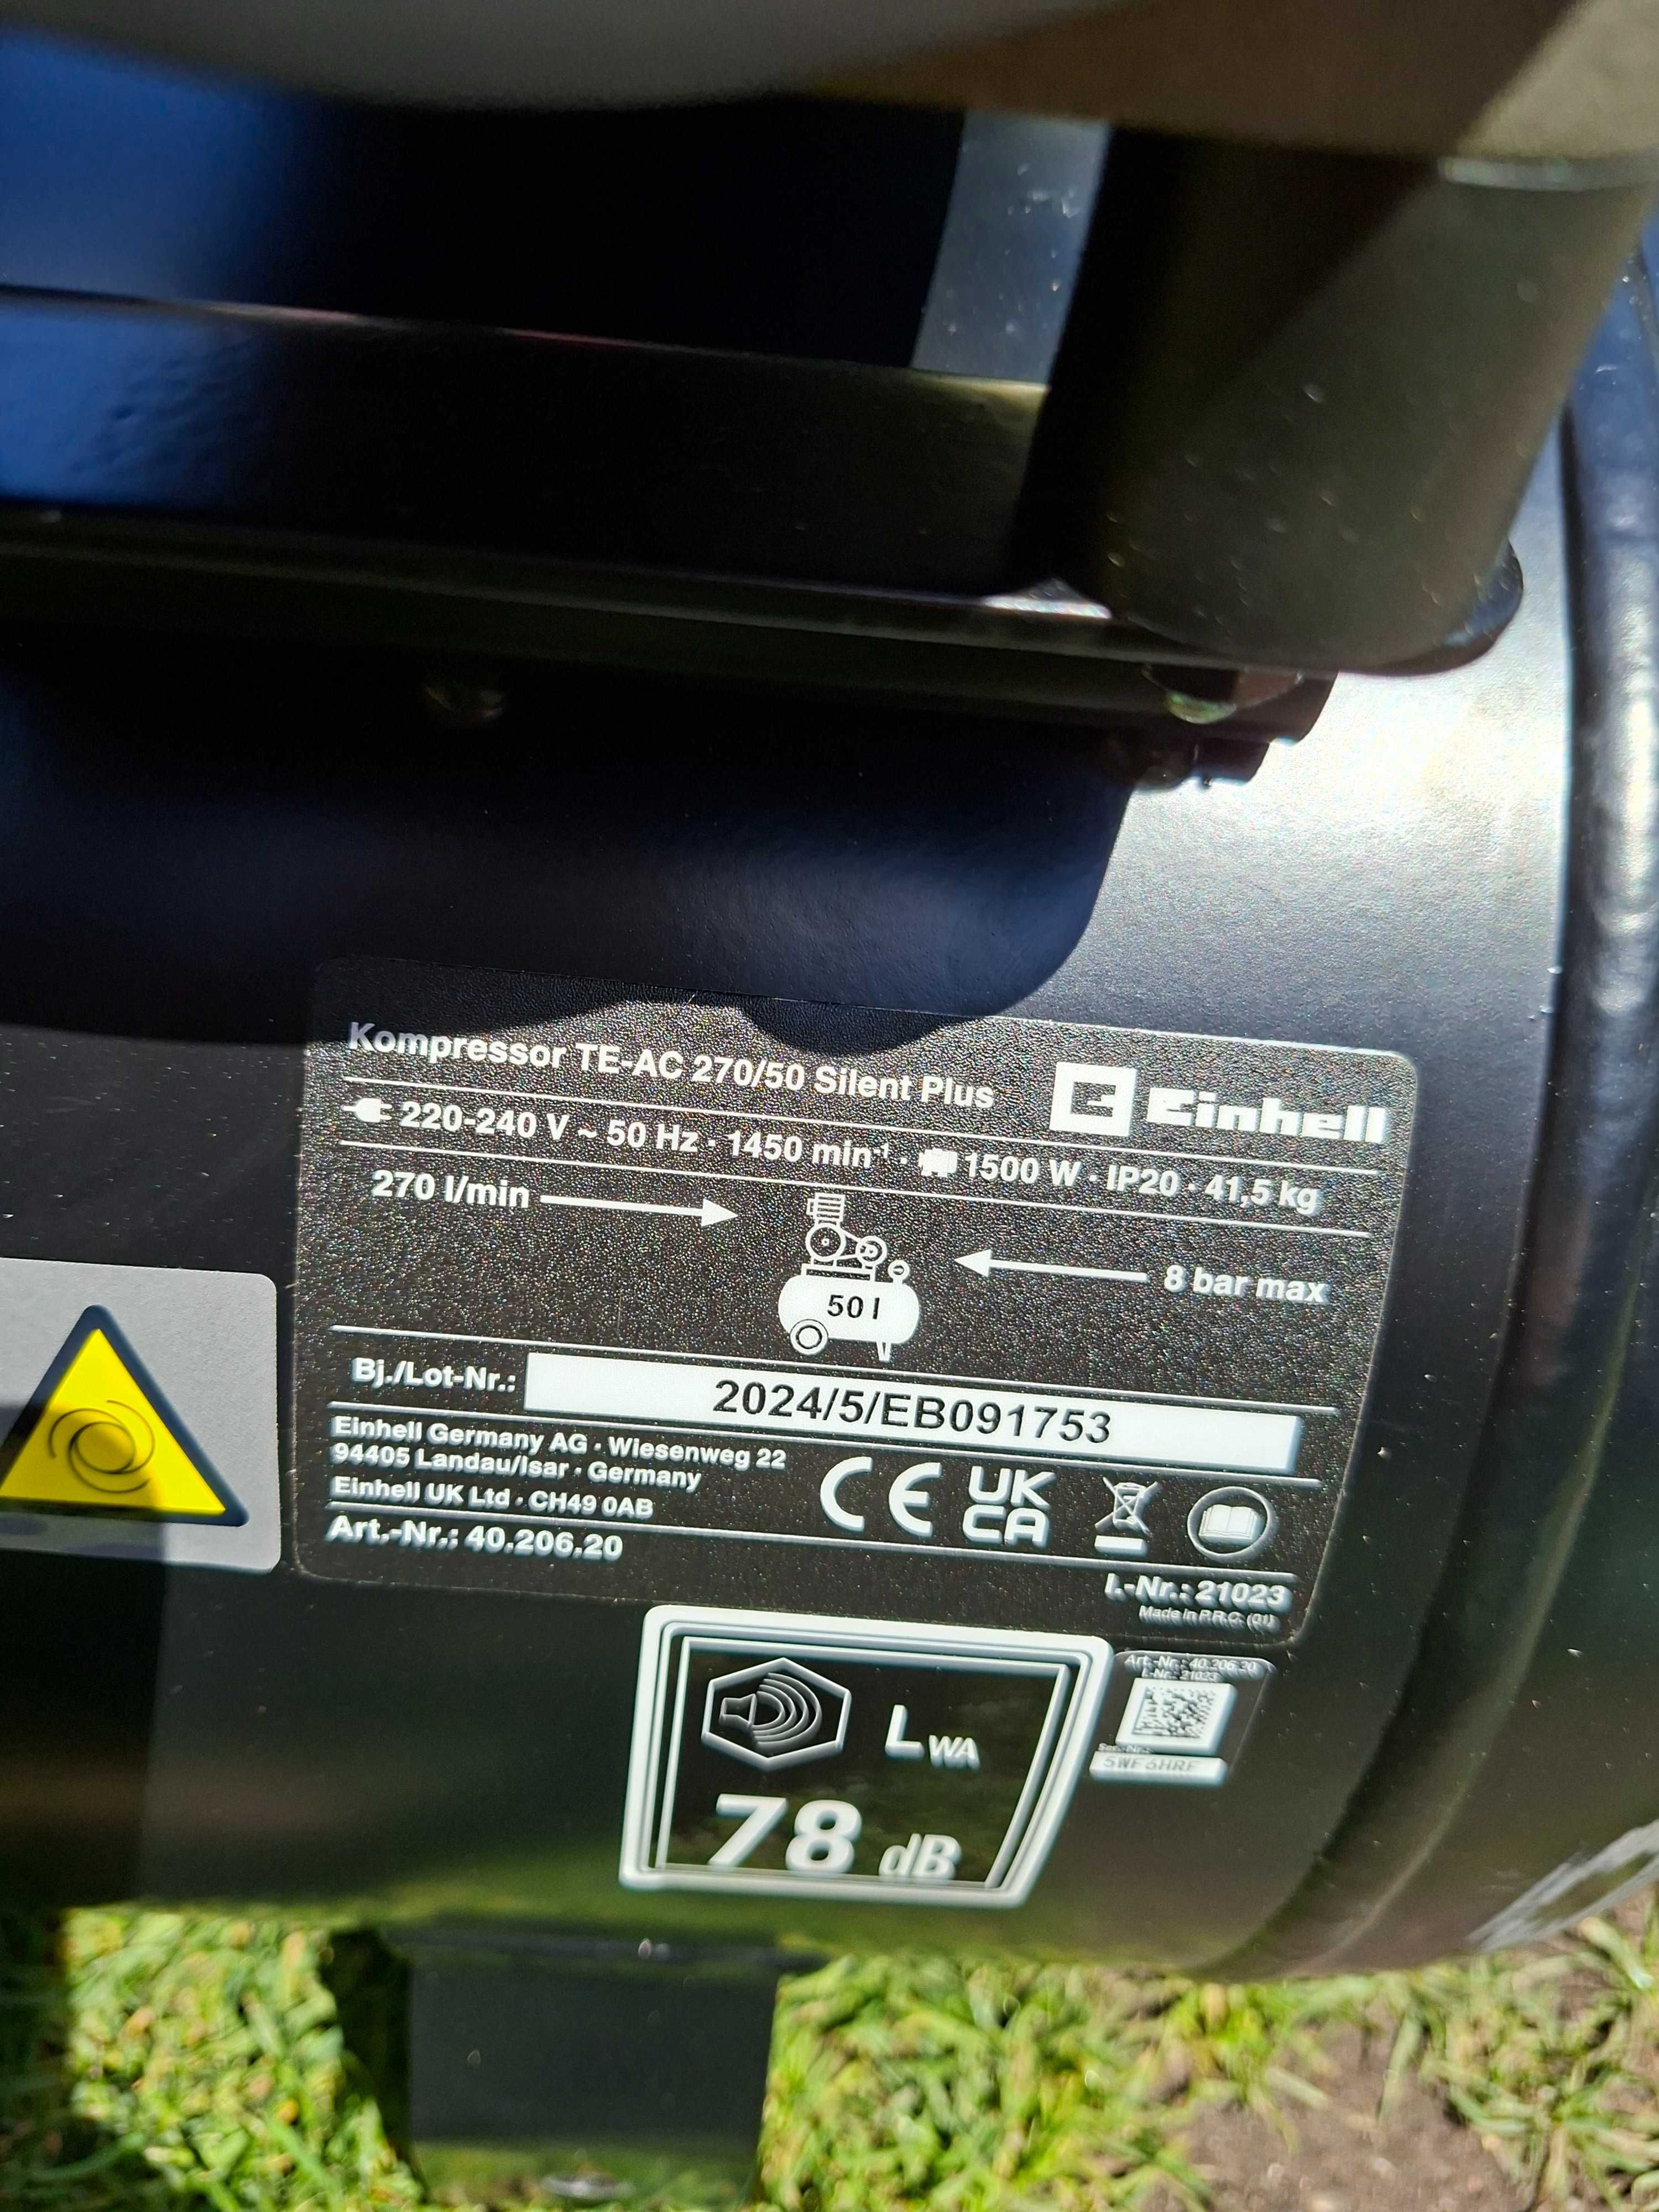 Kompressor TE-AC 270/50 Silent Plus
Einhell
220-240 V ~ 50 Hz · 1450 min⁻¹ · 1500 W · IP20 · 41,5 kg
270 l/min
8 bar max
50 l
Bj./Lot-Nr.: 2024/5/EB091753
Einhell Germany AG · Wiesenweg 22
94405 Landau/Isar · Germany
Einhell UK Ltd · CH49 0AB
CE UK CA
Art.-Nr.: 40.206.20
I.-Nr.: 21023
Made in P.R.C. (01)
Art.-Nr.: 40.206.20
I.-Nr.: 21023
Ser.-Nr.:
LWA
78 dB